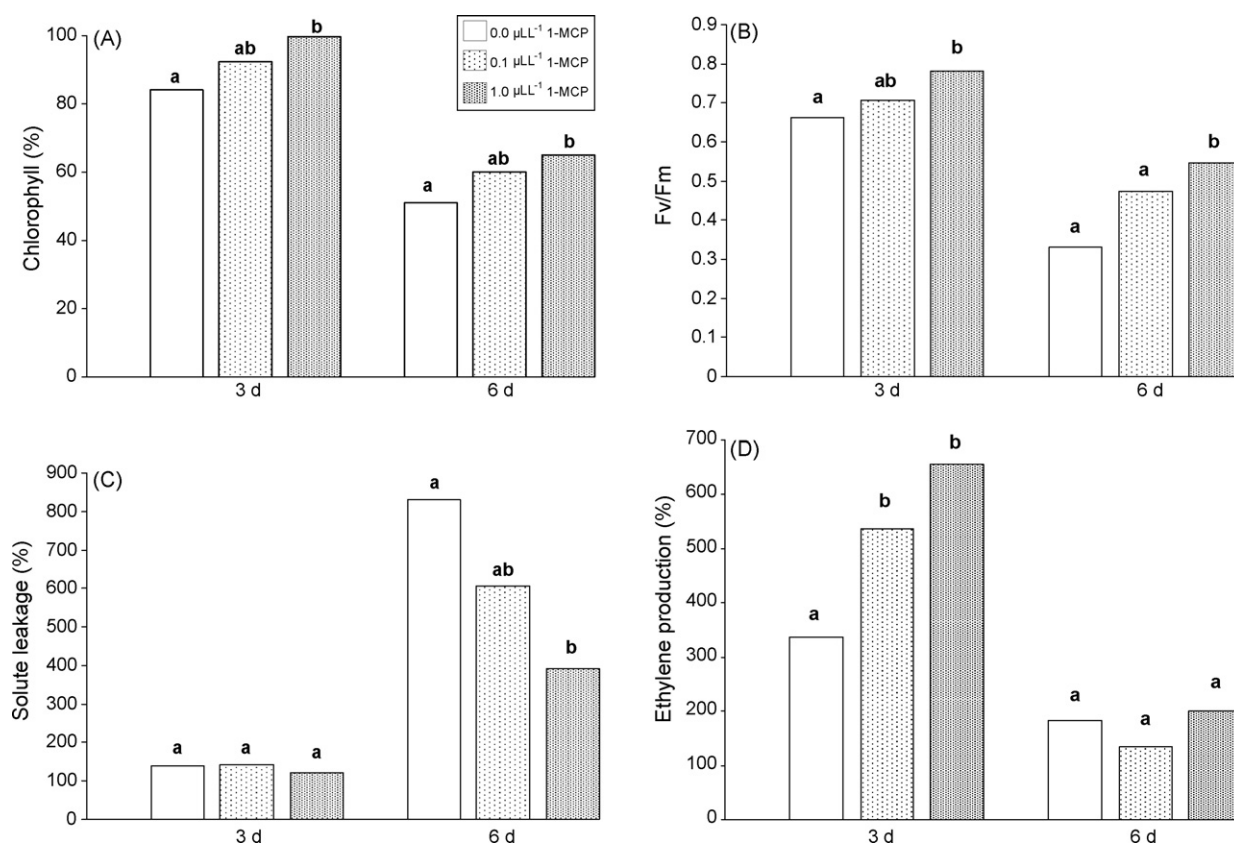 (A)
Chlorophyll (%)
100
80
60
40
20
0
a
ab
b
a
ab
b
3 d
6 d
0.0 µLL⁻¹ 1-MCP
0.1 µLL⁻¹ 1-MCP
1.0 µLL⁻¹ 1-MCP
(B)
Fv/Fm
0.9
0.8
0.7
0.6
0.5
0.4
0.3
0.2
0.1
0
a
ab
b
a
a
b
3 d
6 d
(C)
Solute leakage (%)
900
800
700
600
500
400
300
200
100
0
a
a
a
a
ab
b
3 d
6 d
(D)
Ethylene production (%)
700
600
500
400
300
200
100
0
a
b
b
a
a
a
3 d
6 d